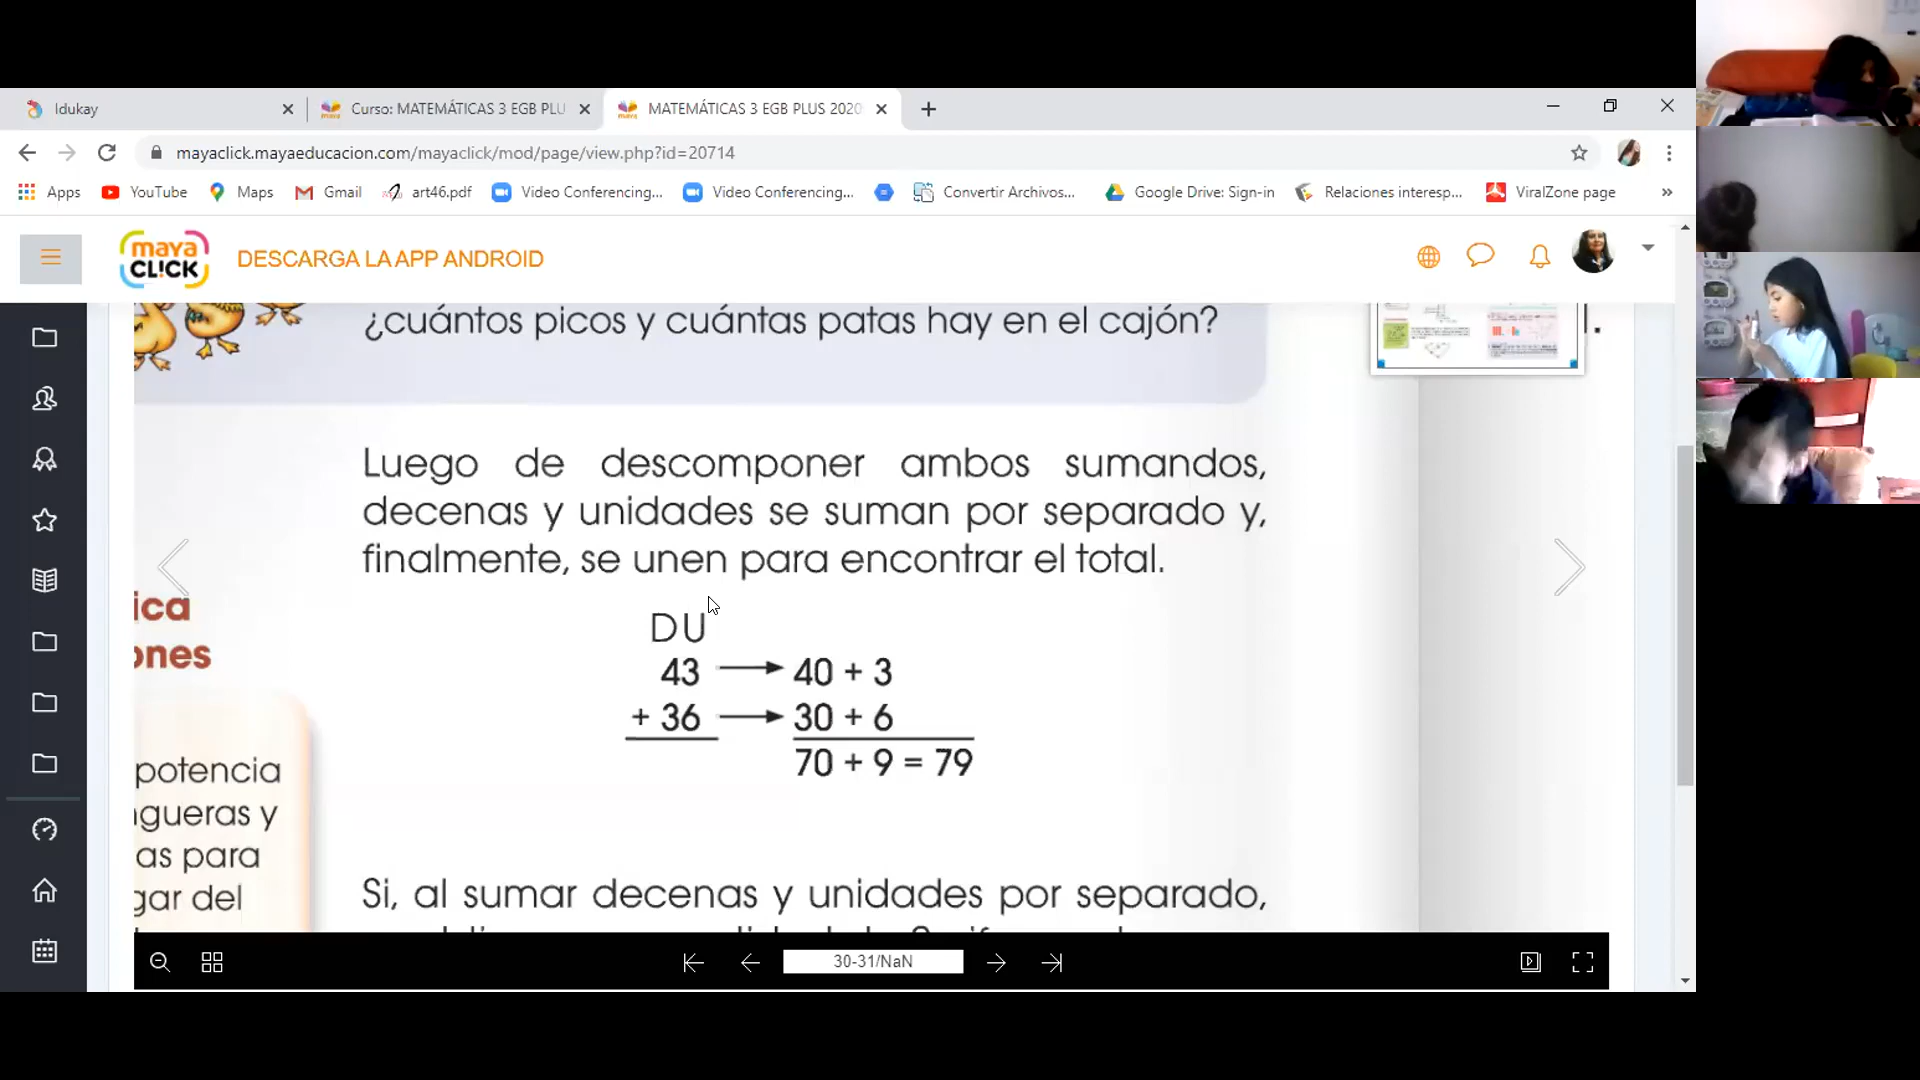 Idukay
Curso: MATEMÁTICAS 3 EGB PLU
MATEMÁTICAS 3 EGB PLUS 2020
mayaclick.mayaeducacion.com/mayaclick/mod/page/view.php?id=20714
Apps YouTube Maps Gmail art46.pdf Video Conferencing... Video Conferencing... Convertir Archivos... Google Drive: Sign-in Relaciones interesp... ViralZone page »
maya
CL!CK
DESCARGA LA APP ANDROID
¿cuántos picos y cuántas patas hay en el cajón?
Luego de descomponer ambos sumandos,
decenas y unidades se suman por separado y,
finalmente, se unen para encontrar el total.
ica
ones
D U
43 → 40 + 3
+ 36 → 30 + 6
70 + 9 = 79
potencia
gueras y
as para
gar del
Si, al sumar decenas y unidades por separado,
30-31/NaN